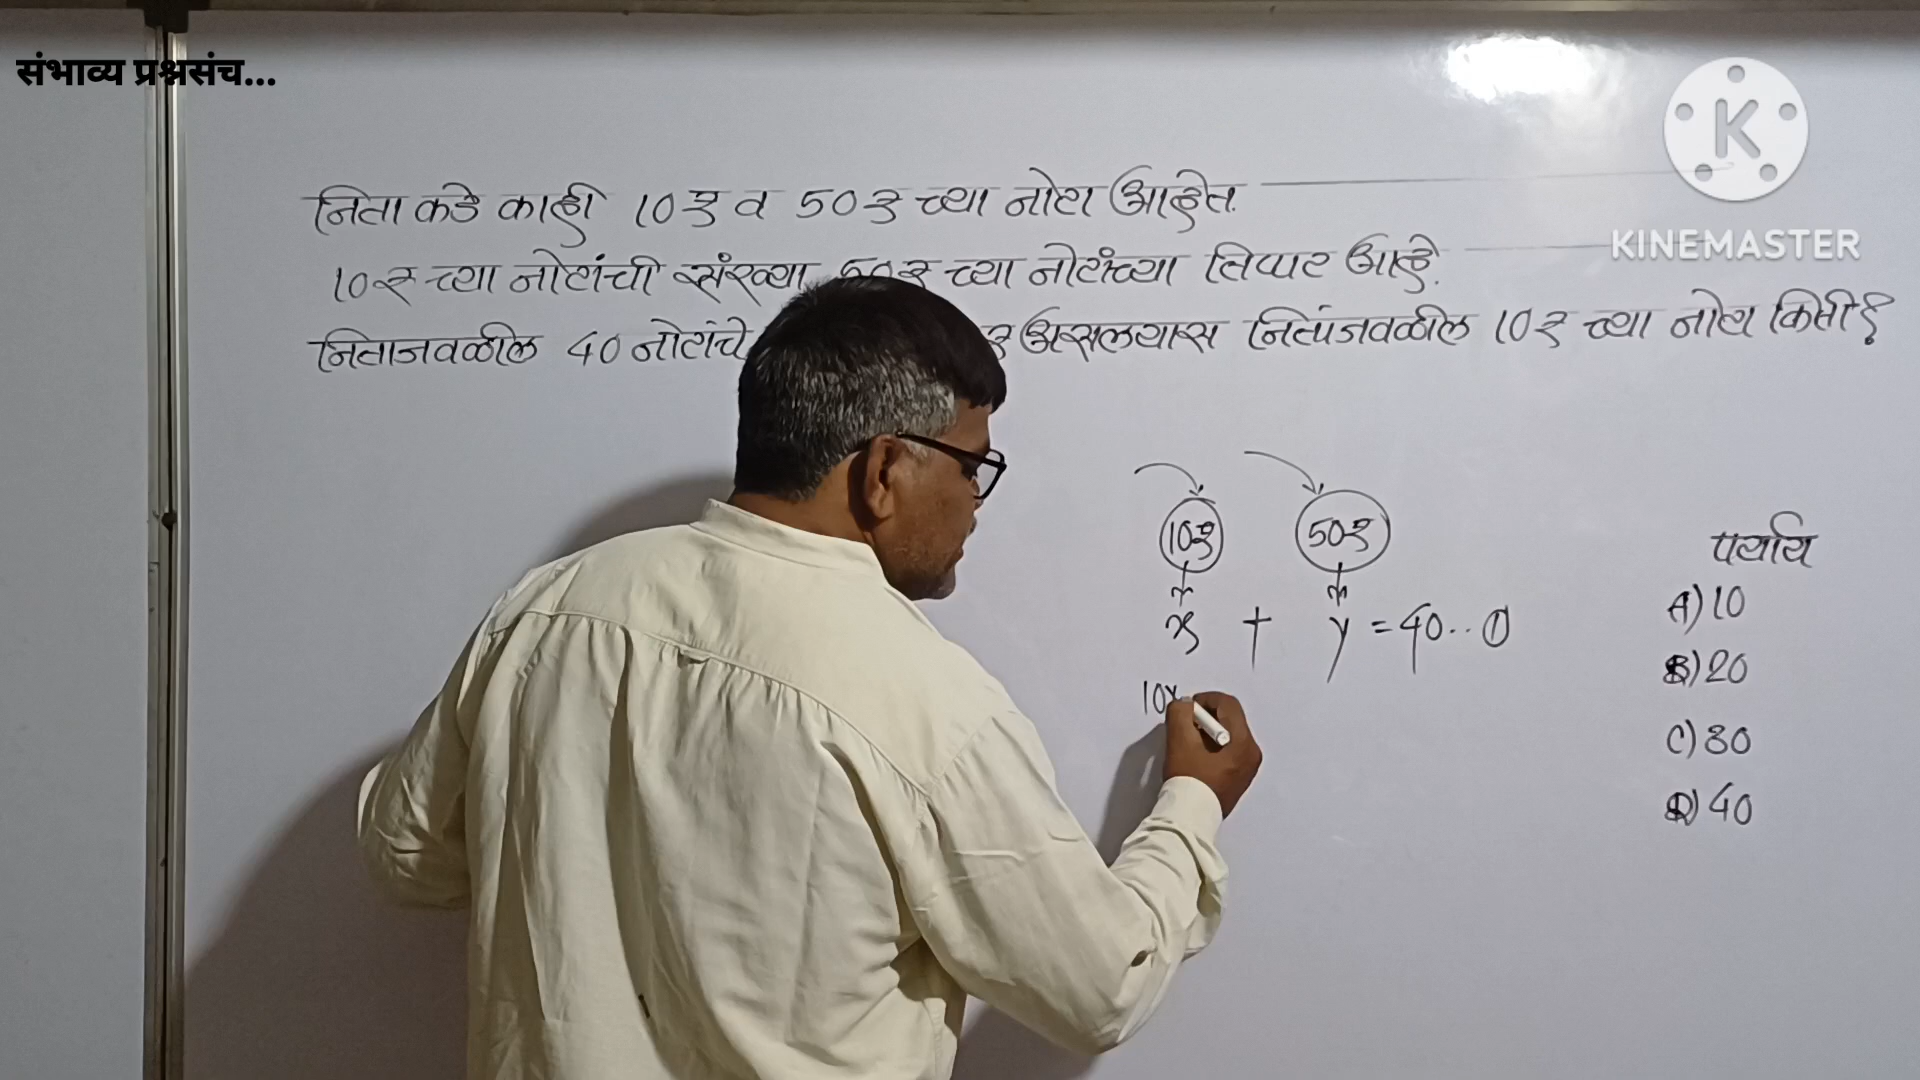 संभाव्य प्रश्नसंच...
KINEMASTER
निता कडे काही 10रु व 50रु च्या नोटा आहेत.
10रु च्या नोटांची संख्या 50रु च्या नोटांच्या तिप्पट आहे.
निताजवळील 40 नोटांचे रु असल्यास नितांजवळील 10रु च्या नोटा किती?
10रु 50रु
x + y = 40.. ①
10x
पर्याय
A) 10
B) 20
C) 30
D) 40